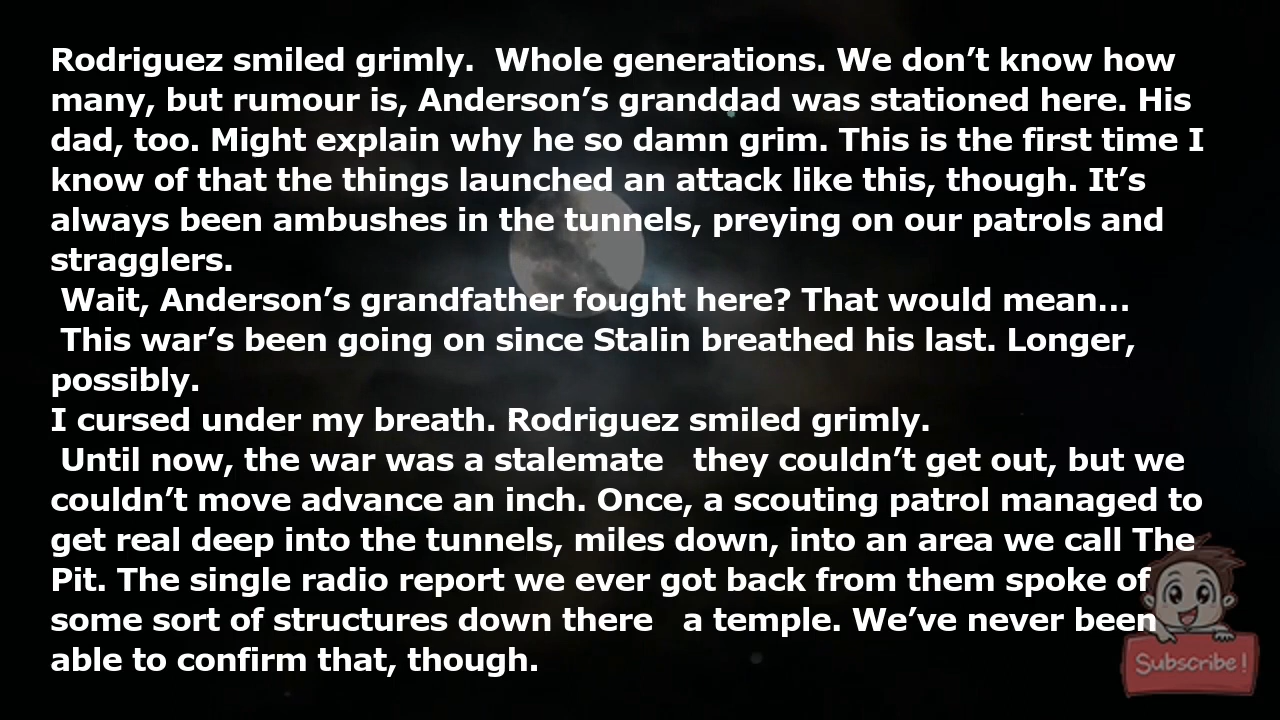 Rodriguez smiled grimly.  Whole generations. We don’t know how
many, but rumour is, Anderson’s granddad was stationed here. His
dad, too. Might explain why he so damn grim. This is the first time I
know of that the things launched an attack like this, though. It’s
always been ambushes in the tunnels, preying on our patrols and
stragglers.
 Wait, Anderson’s grandfather fought here? That would mean…
 This war’s been going on since Stalin breathed his last. Longer,
possibly.
I cursed under my breath. Rodriguez smiled grimly.
 Until now, the war was a stalemate   they couldn’t get out, but we
couldn’t move advance an inch. Once, a scouting patrol managed to
get real deep into the tunnels, miles down, into an area we call The
Pit. The single radio report we ever got back from them spoke of
some sort of structures down there   a temple. We’ve never been
able to confirm that, though.
Subscribe!